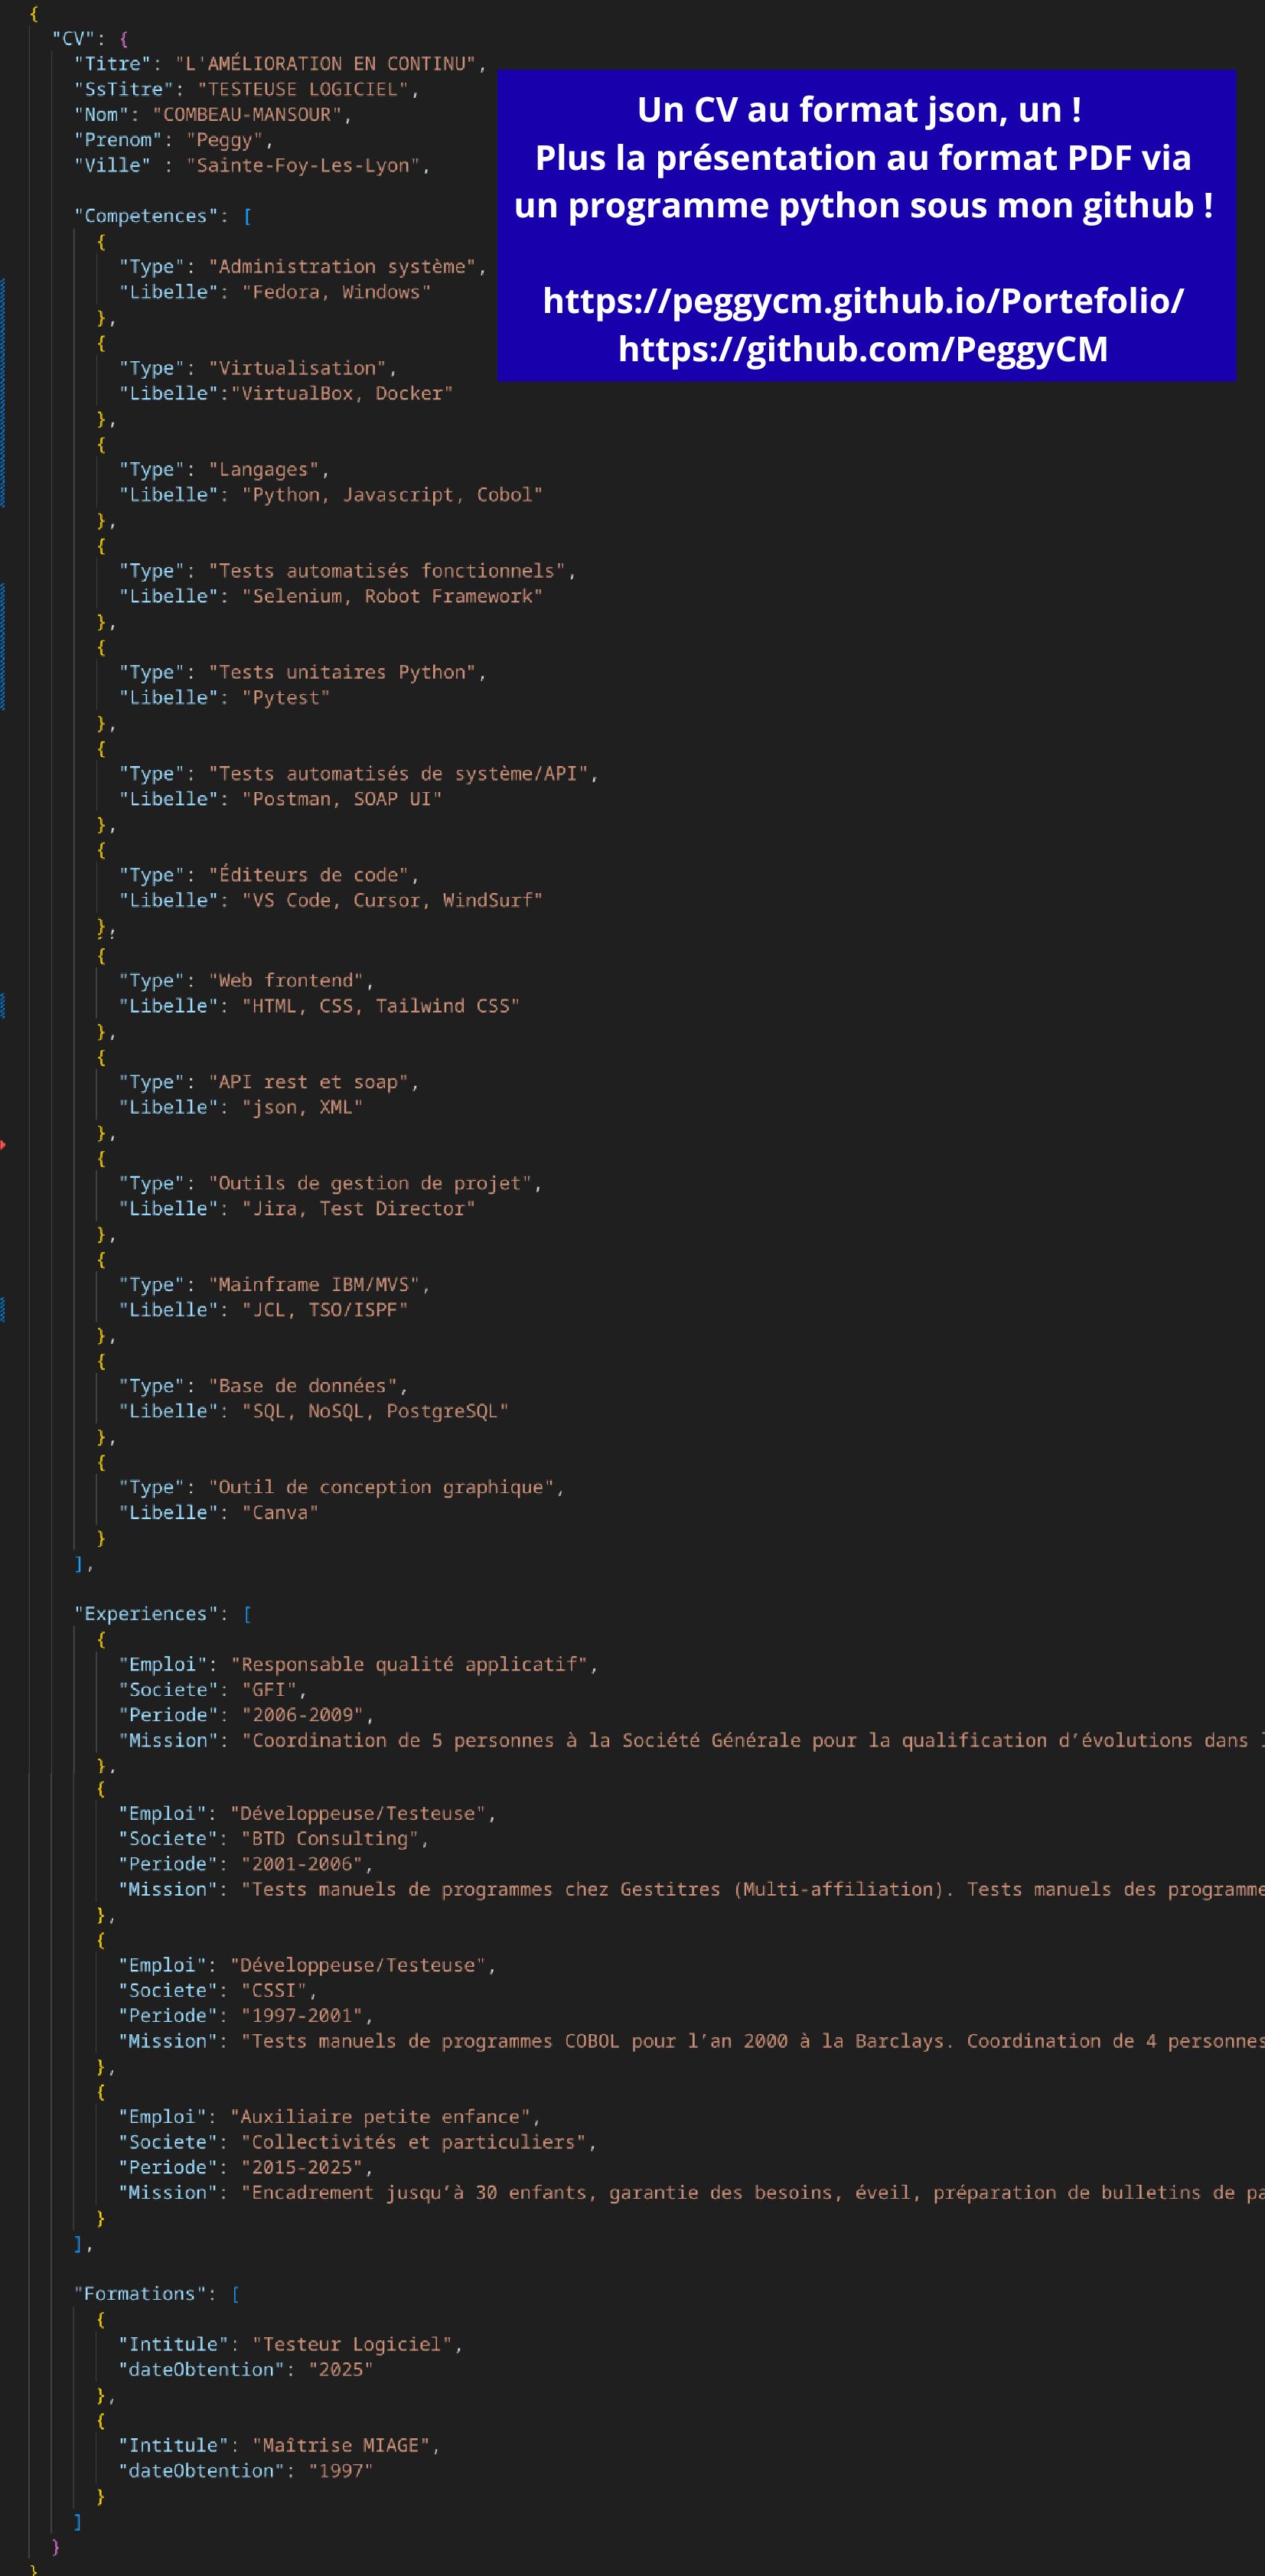 {
"CV": {
"Titre": "L'AMÉLIORATION EN CONTINU",
"SsTitre": "TESTEUSE LOGICIEL",
"Nom": "COMBEAU-MANSOUR",
"Prenom": "Peggy",
"Ville" : "Sainte-Foy-Les-Lyon",
Un CV au format json, un !
Plus la présentation au format PDF via
un programme python sous mon github !
https://peggycm.github.io/Portefolio/
https://github.com/PeggyCM
"Competences": [
{
"Type": "Administration système",
"Libelle": "Fedora, Windows"
},
{
"Type": "Virtualisation",
"Libelle":"VirtualBox, Docker"
},
{
"Type": "Langages",
"Libelle": "Python, Javascript, Cobol"
},
{
"Type": "Tests automatisés fonctionnels",
"Libelle": "Selenium, Robot Framework"
},
{
"Type": "Tests unitaires Python",
"Libelle": "Pytest"
},
{
"Type": "Tests automatisés de système/API",
"Libelle": "Postman, SOAP UI"
},
{
"Type": "Éditeurs de code",
"Libelle": "VS Code, Cursor, WindSurf"
},
{
"Type": "Web frontend",
"Libelle": "HTML, CSS, Tailwind CSS"
},
{
"Type": "API rest et soap",
"Libelle": "json, XML"
},
{
"Type": "Outils de gestion de projet",
"Libelle": "Jira, Test Director"
},
{
"Type": "Mainframe IBM/MVS",
"Libelle": "JCL, TSO/ISPF"
},
{
"Type": "Base de données",
"Libelle": "SQL, NoSQL, PostgreSQL"
},
{
"Type": "Outil de conception graphique",
"Libelle": "Canva"
}
],
"Experiences": [
{
"Emploi": "Responsable qualité applicatif",
"Societe": "GFI",
"Periode": "2006-2009",
"Mission": "Coordination de 5 personnes à la Société Générale pour la qualification d’évolutions dans
},
{
"Emploi": "Développeuse/Testeuse",
"Societe": "BTD Consulting",
"Periode": "2001-2006",
"Mission": "Tests manuels de programmes chez Gestitres (Multi-affiliation). Tests manuels des programme
},
{
"Emploi": "Développeuse/Testeuse",
"Societe": "CSSI",
"Periode": "1997-2001",
"Mission": "Tests manuels de programmes COBOL pour l’an 2000 à la Barclays. Coordination de 4 personnes
},
{
"Emploi": "Auxiliaire petite enfance",
"Societe": "Collectivités et particuliers",
"Periode": "2015-2025",
"Mission": "Encadrement jusqu’à 30 enfants, garantie des besoins, éveil, préparation de bulletins de pa
}
],
"Formations": [
{
"Intitule": "Testeur Logiciel",
"dateObtention": "2025"
},
{
"Intitule": "Maîtrise MIAGE",
"dateObtention": "1997"
}
]
}
}